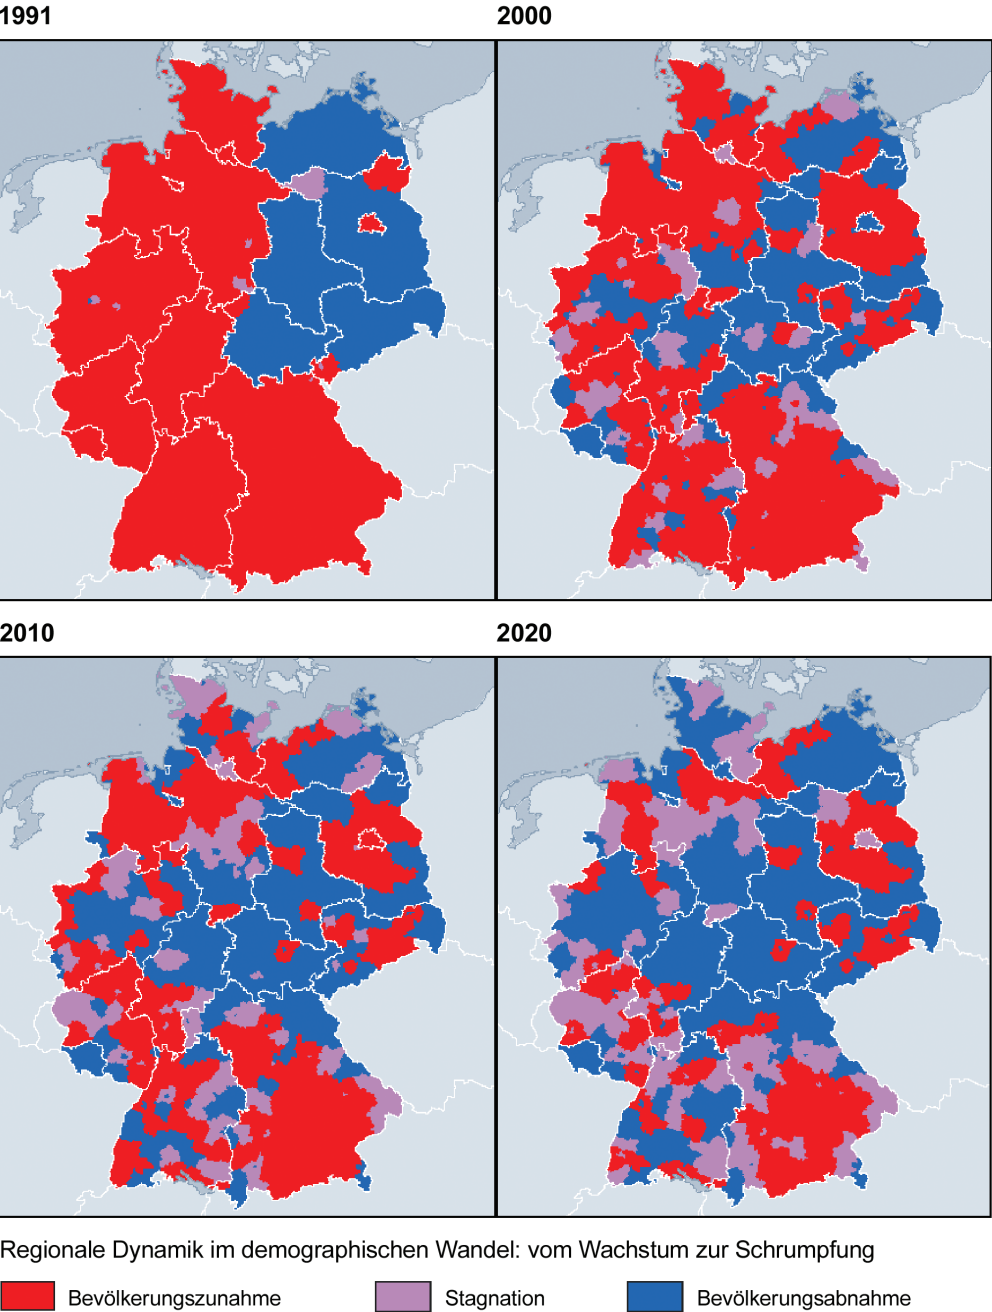 1991
2000
2010
2020
Regionale Dynamik im demographischen Wandel: vom Wachstum zur Schrumpfung
Bevölkerungszunahme
Stagnation
Bevölkerungsabnahme